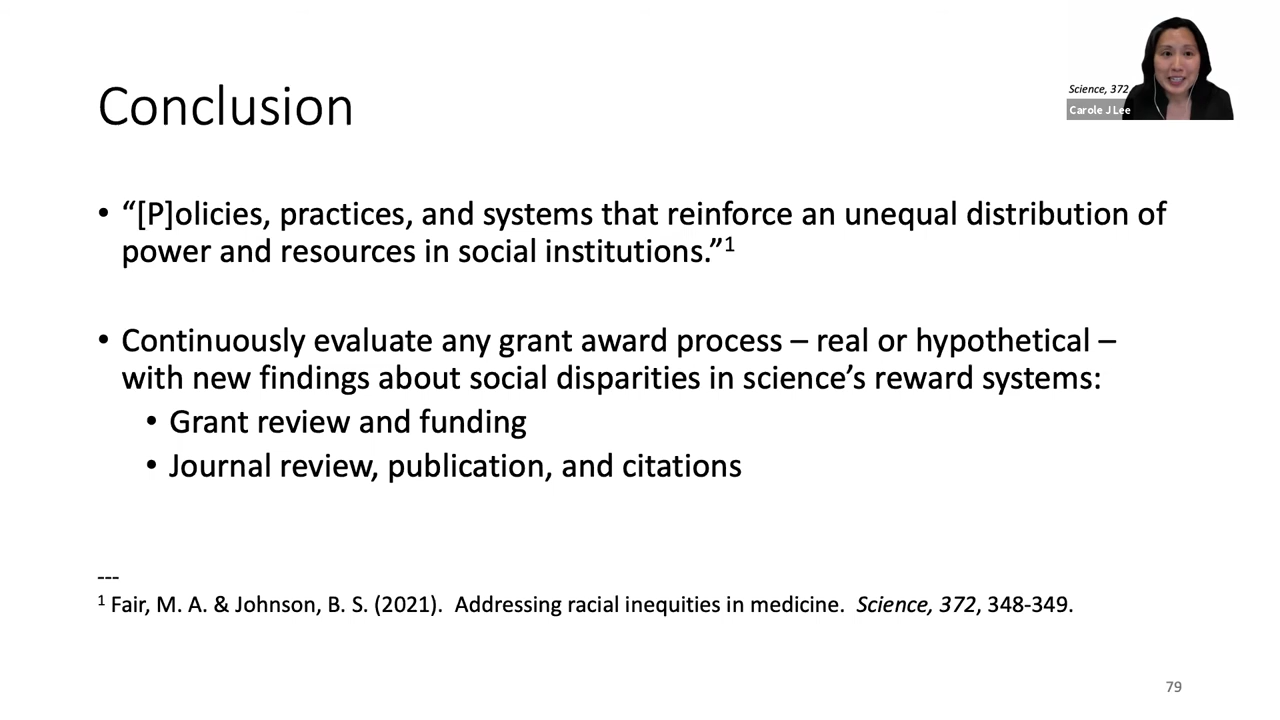 Science, 372
Carole J Lee
Conclusion
• “[P]olicies, practices, and systems that reinforce an unequal distribution of
power and resources in social institutions.”1
• Continuously evaluate any grant award process – real or hypothetical –
with new findings about social disparities in science’s reward systems:
• Grant review and funding
• Journal review, publication, and citations
---
1 Fair, M. A. & Johnson, B. S. (2021).  Addressing racial inequities in medicine.  Science, 372, 348-349.
79